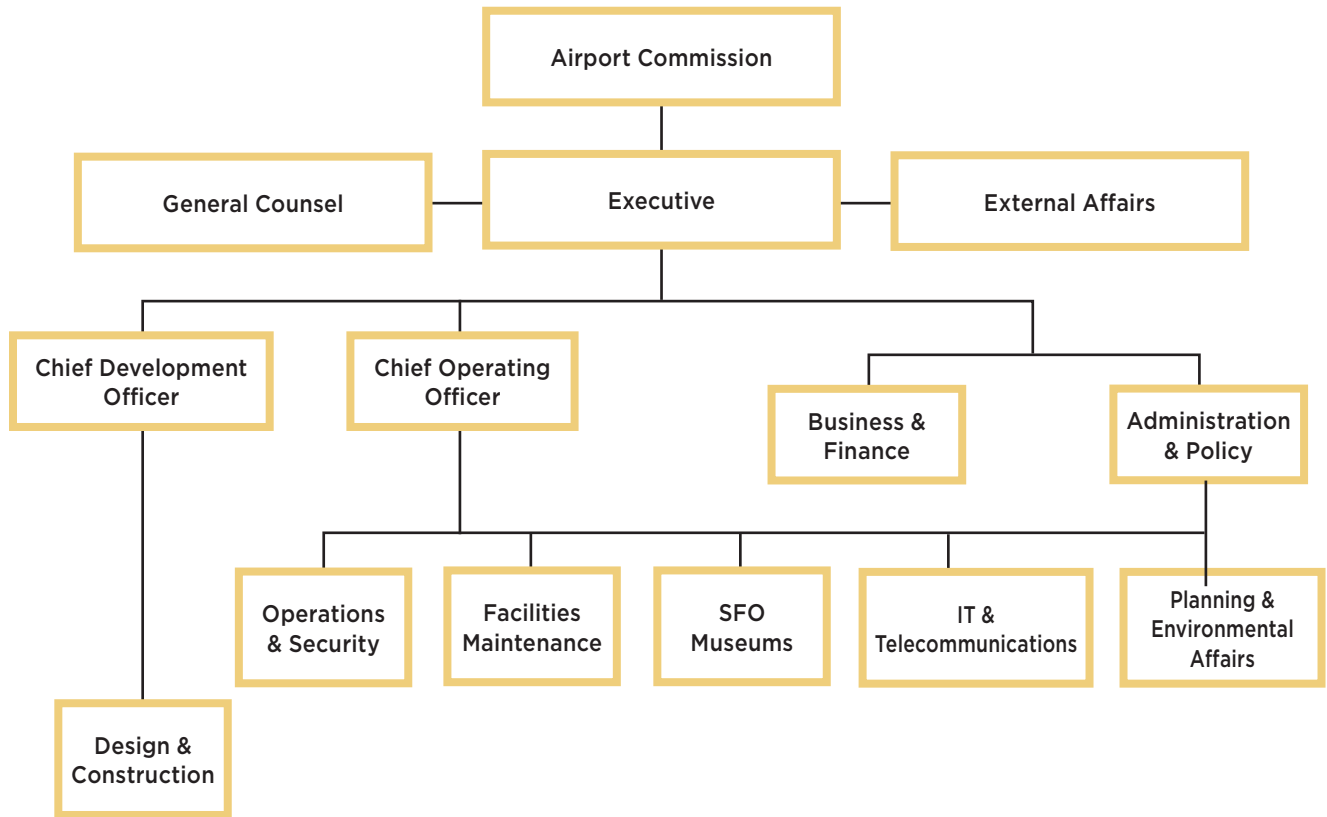 Airport Commission
General Counsel
Executive
External Affairs
Chief Development
Officer
Chief Operating
Officer
Business &
Finance
Administration
& Policy
Operations
& Security
Facilities
Maintenance
SFO
Museums
IT &
Telecommunications
Planning &
Environmental
Affairs
Design &
Construction